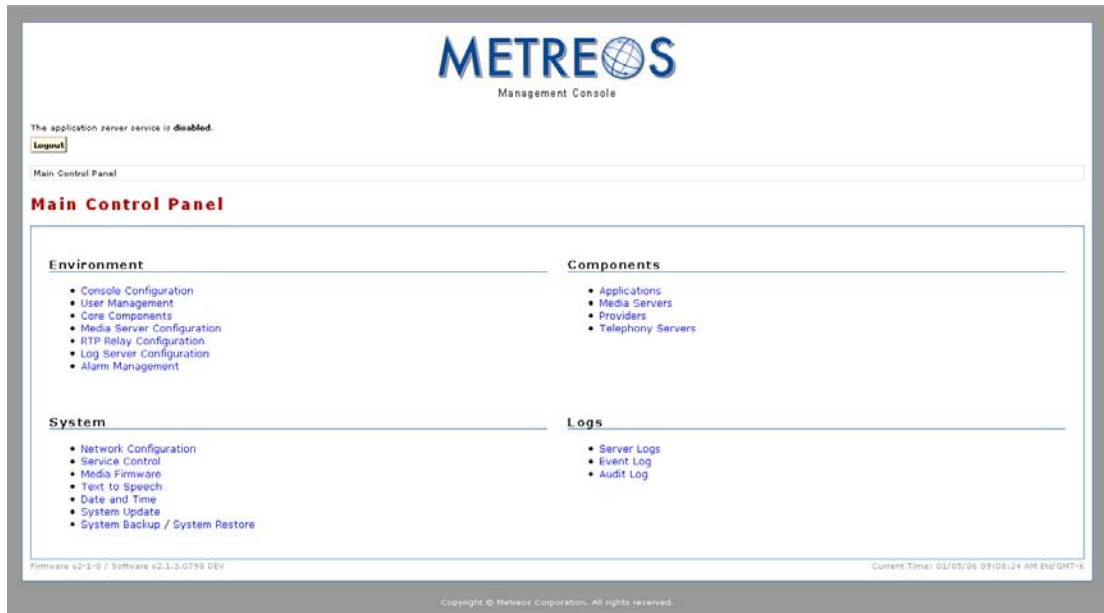 METREOS
Management Console
The application server service is disabled.
Logout
Main Control Panel
Main Control Panel
Environment
• Console Configuration
• User Management
• Core Components
• Media Server Configuration
• RTP Relay Configuration
• Log Server Configuration
• Alarm Management
Components
• Applications
• Media Servers
• Providers
• Telephony Servers
System
• Network Configuration
• Service Control
• Media Firmware
• Text to Speech
• Date and Time
• System Update
• System Backup / System Restore
Logs
• Server Logs
• Event Log
• Audit Log
Firmware v2-1-0 / Software v2.1.3.0798 DEV
Current Time: 01/05/06 09:08:24 AM Etc/GMT-6
Copyright © Metreos Corporation. All rights reserved.